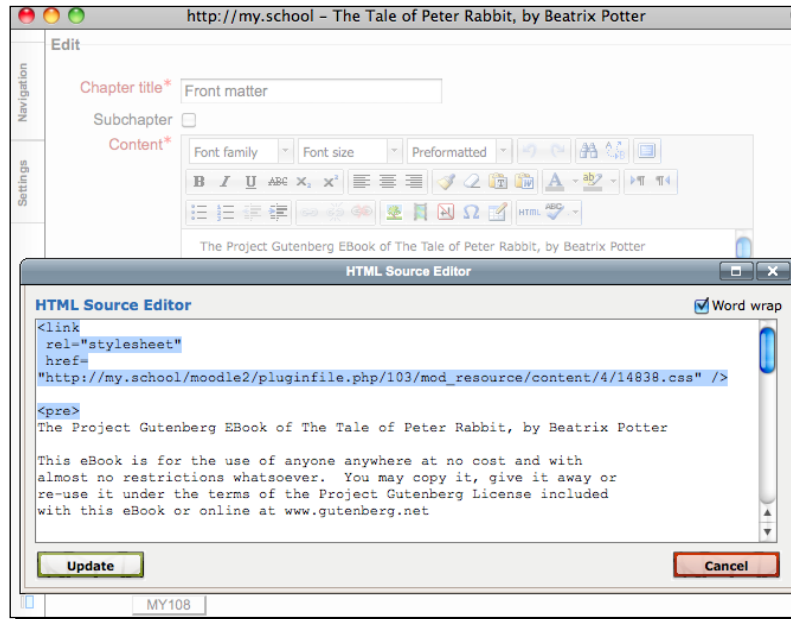 http://my.school – The Tale of Peter Rabbit, by Beatrix Potter
Navigation
Settings
Edit
Chapter title*
Front matter
Subchapter
Content*
Font family
Font size
Preformatted
B I U ABC x₂ x²
A ab
Ω HTML ABC
The Project Gutenberg EBook of The Tale of Peter Rabbit, by Beatrix Potter
HTML Source Editor
HTML Source Editor
Word wrap
<link
rel="stylesheet"
href=
"http://my.school/moodle2/pluginfile.php/103/mod_resource/content/4/14838.css" />
<pre>
The Project Gutenberg EBook of The Tale of Peter Rabbit, by Beatrix Potter
This eBook is for the use of anyone anywhere at no cost and with
almost no restrictions whatsoever.  You may copy it, give it away or
re-use it under the terms of the Project Gutenberg License included
with this eBook or online at www.gutenberg.net
Update
Cancel
MY108